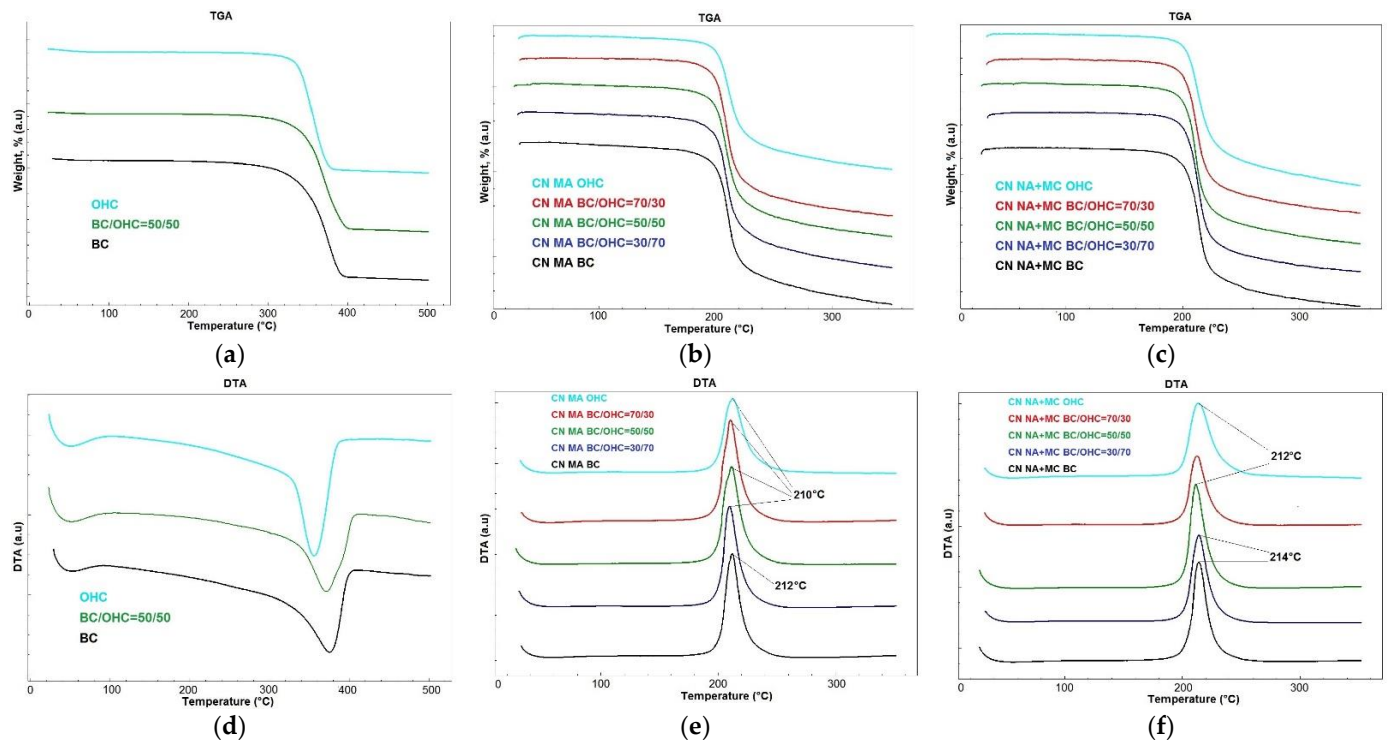 TGA
Weight, % (a.u)
OHC
BC/OHC=50/50
BC
0 100 200 300 400 500
Temperature (°C)
(a)
TGA
Weight, % (a.u)
CN MA OHC
CN MA BC/OHC=70/30
CN MA BC/OHC=50/50
CN MA BC/OHC=30/70
CN MA BC
0 100 200 300
Temperature (°C)
(b)
TGA
Weight, % (a.u)
CN NA+MC OHC
CN NA+MC BC/OHC=70/30
CN NA+MC BC/OHC=50/50
CN NA+MC BC/OHC=30/70
CN NA+MC BC
0 100 200 300
Temperature (°C)
(c)
DTA
DTA (a.u)
OHC
BC/OHC=50/50
BC
0 100 200 300 400 500
Temperature (°C)
(d)
DTA
DTA (a.u)
CN MA OHC
CN MA BC/OHC=70/30
CN MA BC/OHC=50/50
CN MA BC/OHC=30/70
CN MA BC
210°C
212°C
0 100 200 300
Temperature (°C)
(e)
DTA
DTA (a.u)
CN NA+MC OHC
CN NA+MC BC/OHC=70/30
CN NA+MC BC/OHC=50/50
CN NA+MC BC/OHC=30/70
CN NA+MC BC
212°C
214°C
0 100 200 300
Temperature (°C)
(f)